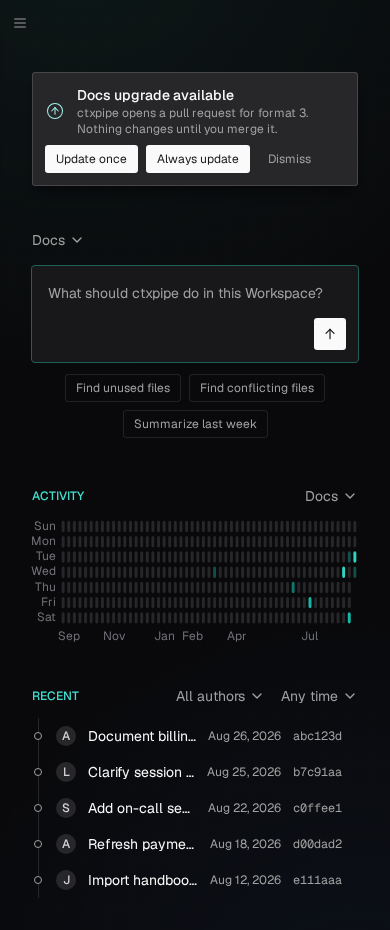 Docs upgrade available
ctxpipe opens a pull request for format 3.
Nothing changes until you merge it.
Update once Always update Dismiss
Docs
What should ctxpipe do in this Workspace?
Find unused files Find conflicting files
Summarize last week
ACTIVITY Docs
Sun
Mon
Tue
Wed
Thu
Fri
Sat
Sep Nov Jan Feb Apr Jul
RECENT All authors Any time
A Document billin... Aug 26, 2026 abc123d
L Clarify session ... Aug 25, 2026 b7c91aa
S Add on-call se... Aug 22, 2026 c0ffee1
A Refresh payme... Aug 18, 2026 d00dad2
J Import handboo... Aug 12, 2026 e111aaa